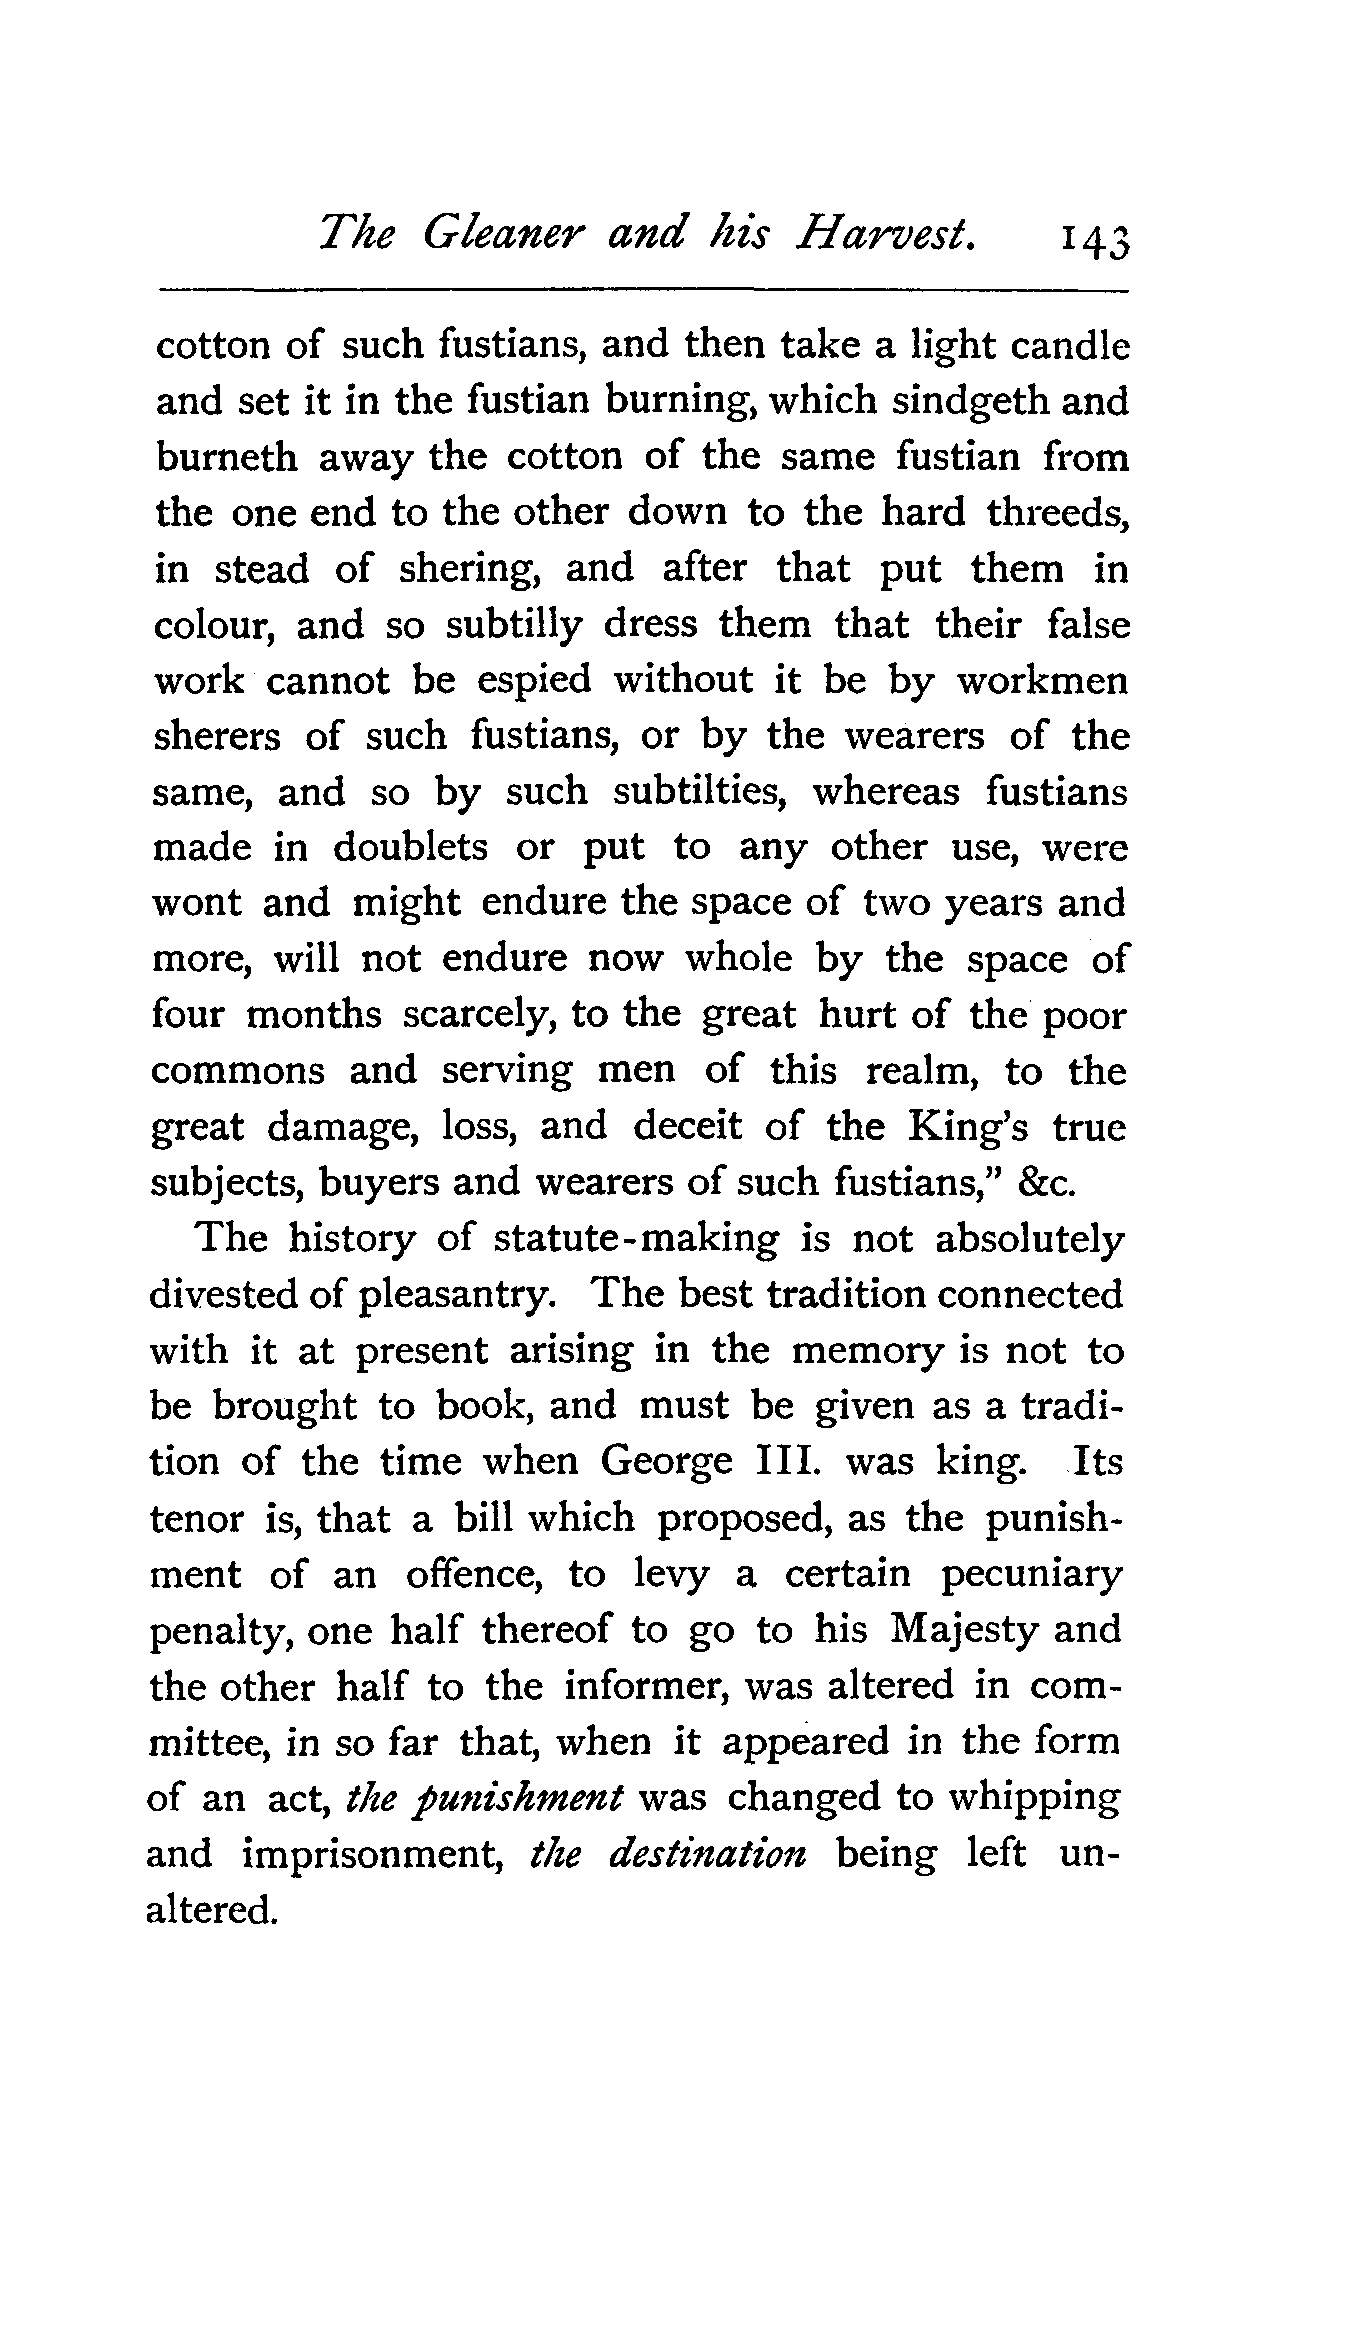 The Gleaner and his Harvest. 143
cotton of such fustians, and then take a light candle
and set it in the fustian burning, which sindgeth and
burneth away the cotton of the same fustian from
the one end to the other down to the hard threeds,
in stead of shering, and after that put them in
colour, and so subtilly dress them that their false
work cannot be espied without it be by workmen
sherers of such fustians, or by the wearers of the
same, and so by such subtilties, whereas fustians
made in doublets or put to any other use, were
wont and might endure the space of two years and
more, will not endure now whole by the space of
four months scarcely, to the great hurt of the poor
commons and serving men of this realm, to the
great damage, loss, and deceit of the King's true
subjects, buyers and wearers of such fustians,” &c.
The history of statute-making is not absolutely
divested of pleasantry. The best tradition connected
with it at present arising in the memory is not to
be brought to book, and must be given as a tradi-
tion of the time when George III. was king. Its
tenor is, that a bill which proposed, as the punish-
ment of an offence, to levy a certain pecuniary
penalty, one half thereof to go to his Majesty and
the other half to the informer, was altered in com-
mittee, in so far that, when it appeared in the form
of an act, the punishment was changed to whipping
and imprisonment, the destination being left un-
altered.